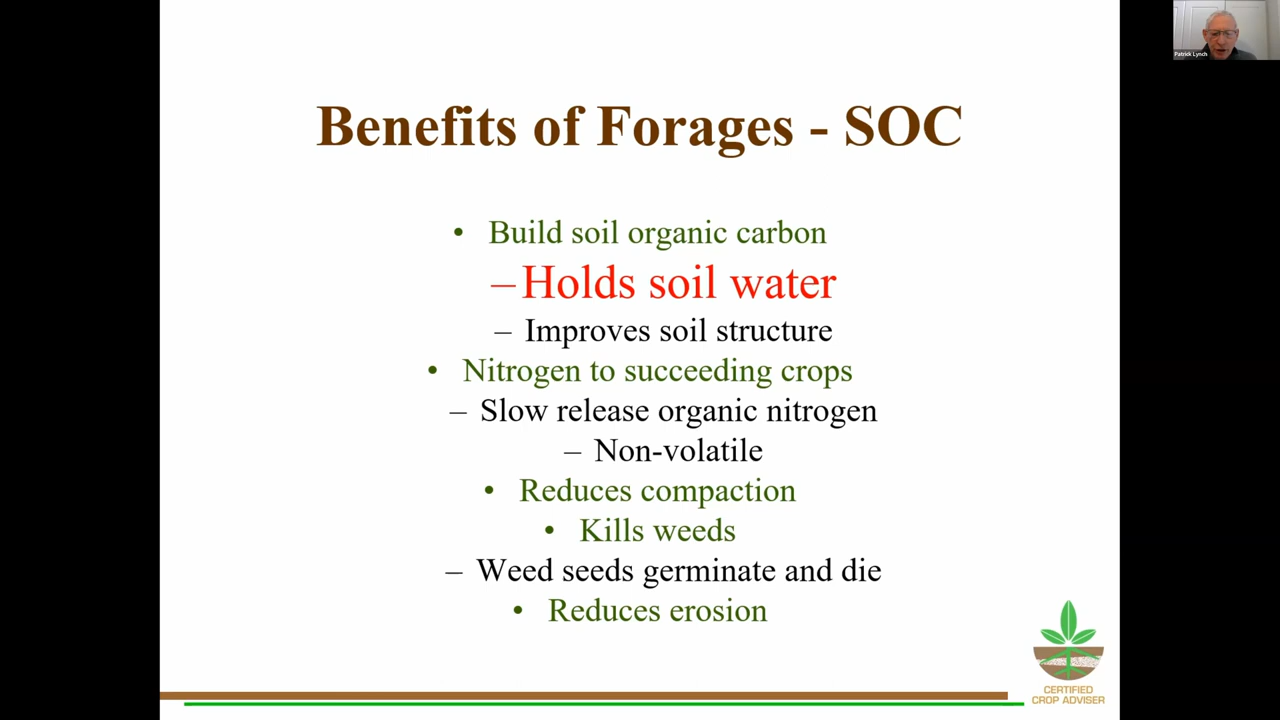 Patrick Lynch
Benefits of Forages - SOC
• Build soil organic carbon
– Holds soil water
– Improves soil structure
• Nitrogen to succeeding crops
– Slow release organic nitrogen
– Non-volatile
• Reduces compaction
• Kills weeds
– Weed seeds germinate and die
• Reduces erosion
CERTIFIED
CROP ADVISER